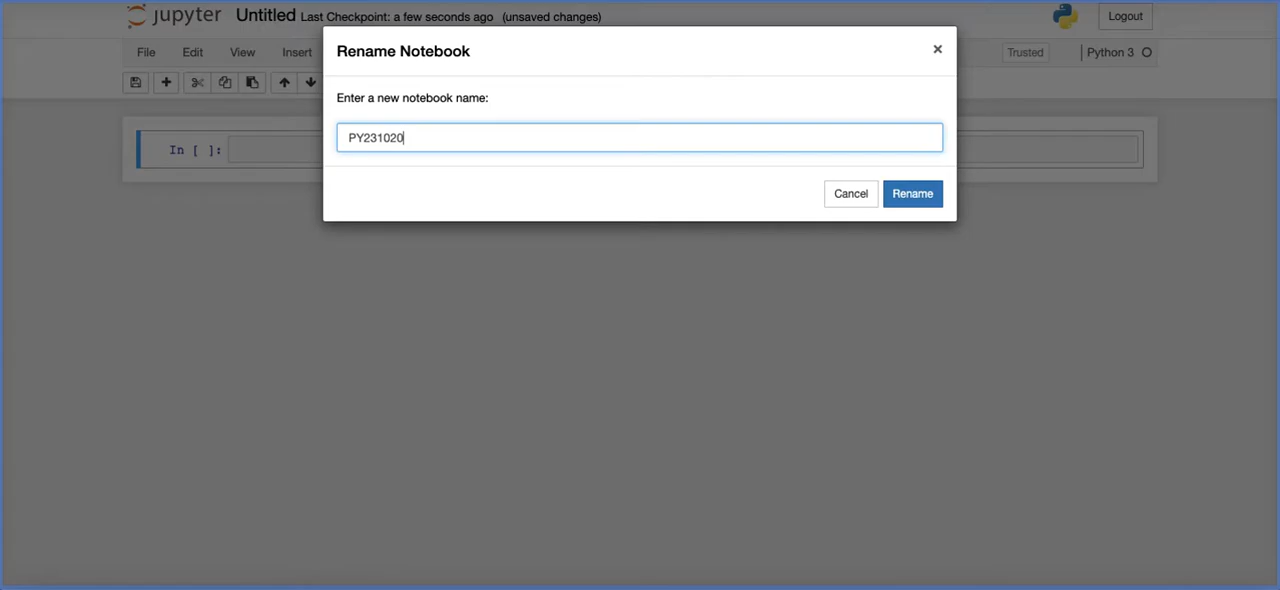 jupyter Untitled Last Checkpoint: a few seconds ago (unsaved changes) Logout
File Edit View Insert Trusted Python 3
Rename Notebook
Enter a new notebook name:
PY231020
Cancel Rename
In [ ]: